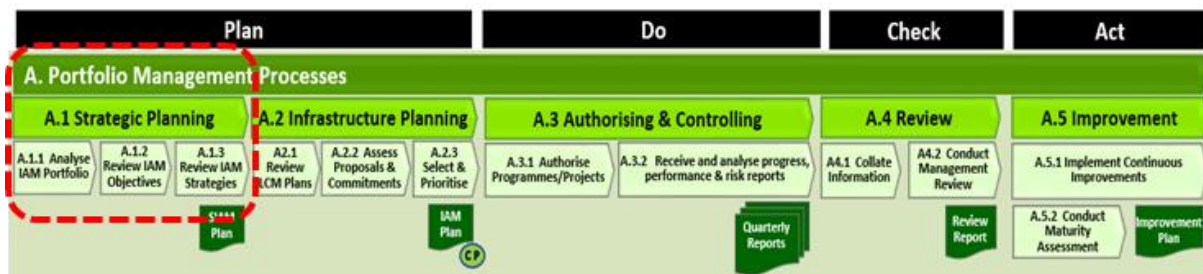 Plan
Do
Check
Act
A. Portfolio Management Processes
A.1 Strategic Planning
A.2 Infrastructure Planning
A.3 Authorising & Controlling
A.4 Review
A.5 Improvement
A.1.1 Analyse
IAM Portfolio
A.1.2
Review IAM
Objectives
A.1.3
Review IAM
Strategies
A2.1
Review
LCM Plans
A.2.2 Assess
Proposals &
Commitments
A.2.3
Select &
Prioritise
A.3.1 Authorise
Programmes/Projects
A.3.2 Receive and analyse progress,
performance & risk reports
A4.1 Collate
Information
A4.2 Conduct
Management
Review
A.5.1 Implement Continuous
Improvements
SIAM
Plan
IAM
Plan
CP
Quarterly
Reports
Review
Report
A.5.2 Conduct
Maturity
Assessment
Improvement
Plan